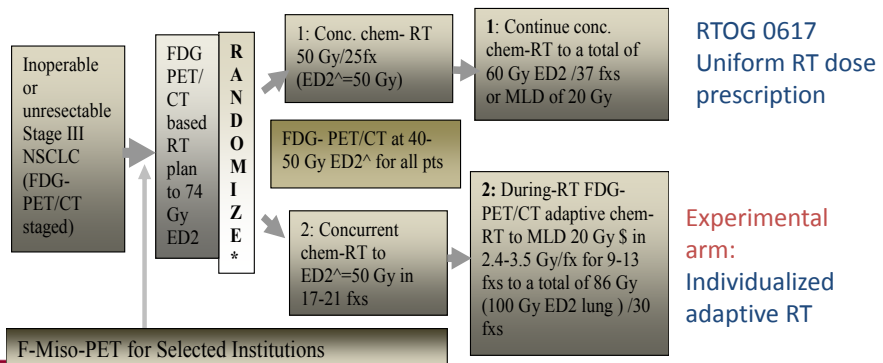 Inoperable
or
unresectable
Stage III
NSCLC
(FDG-
PET/CT
staged)
FDG
PET/
CT
based
RT
plan
to 74
Gy
ED2
R
A
N
D
O
M
I
Z
E
*
1: Conc. chem- RT
50 Gy/25fx
(ED2^=50 Gy)
1: Continue conc.
chem-RT to a total of
60 Gy ED2 /37 fxs
or MLD of 20 Gy
RTOG 0617
Uniform RT dose
prescription
FDG- PET/CT at 40-
50 Gy ED2^ for all pts
2: Concurrent
chem-RT to
ED2^=50 Gy in
17-21 fxs
2: During-RT FDG-
PET/CT adaptive chem-
RT to MLD 20 Gy $ in
2.4-3.5 Gy/fx for 9-13
fxs to a total of 86 Gy
(100 Gy ED2 lung ) /30
fxs
Experimental
arm:
Individualized
adaptive RT
F-Miso-PET for Selected Institutions